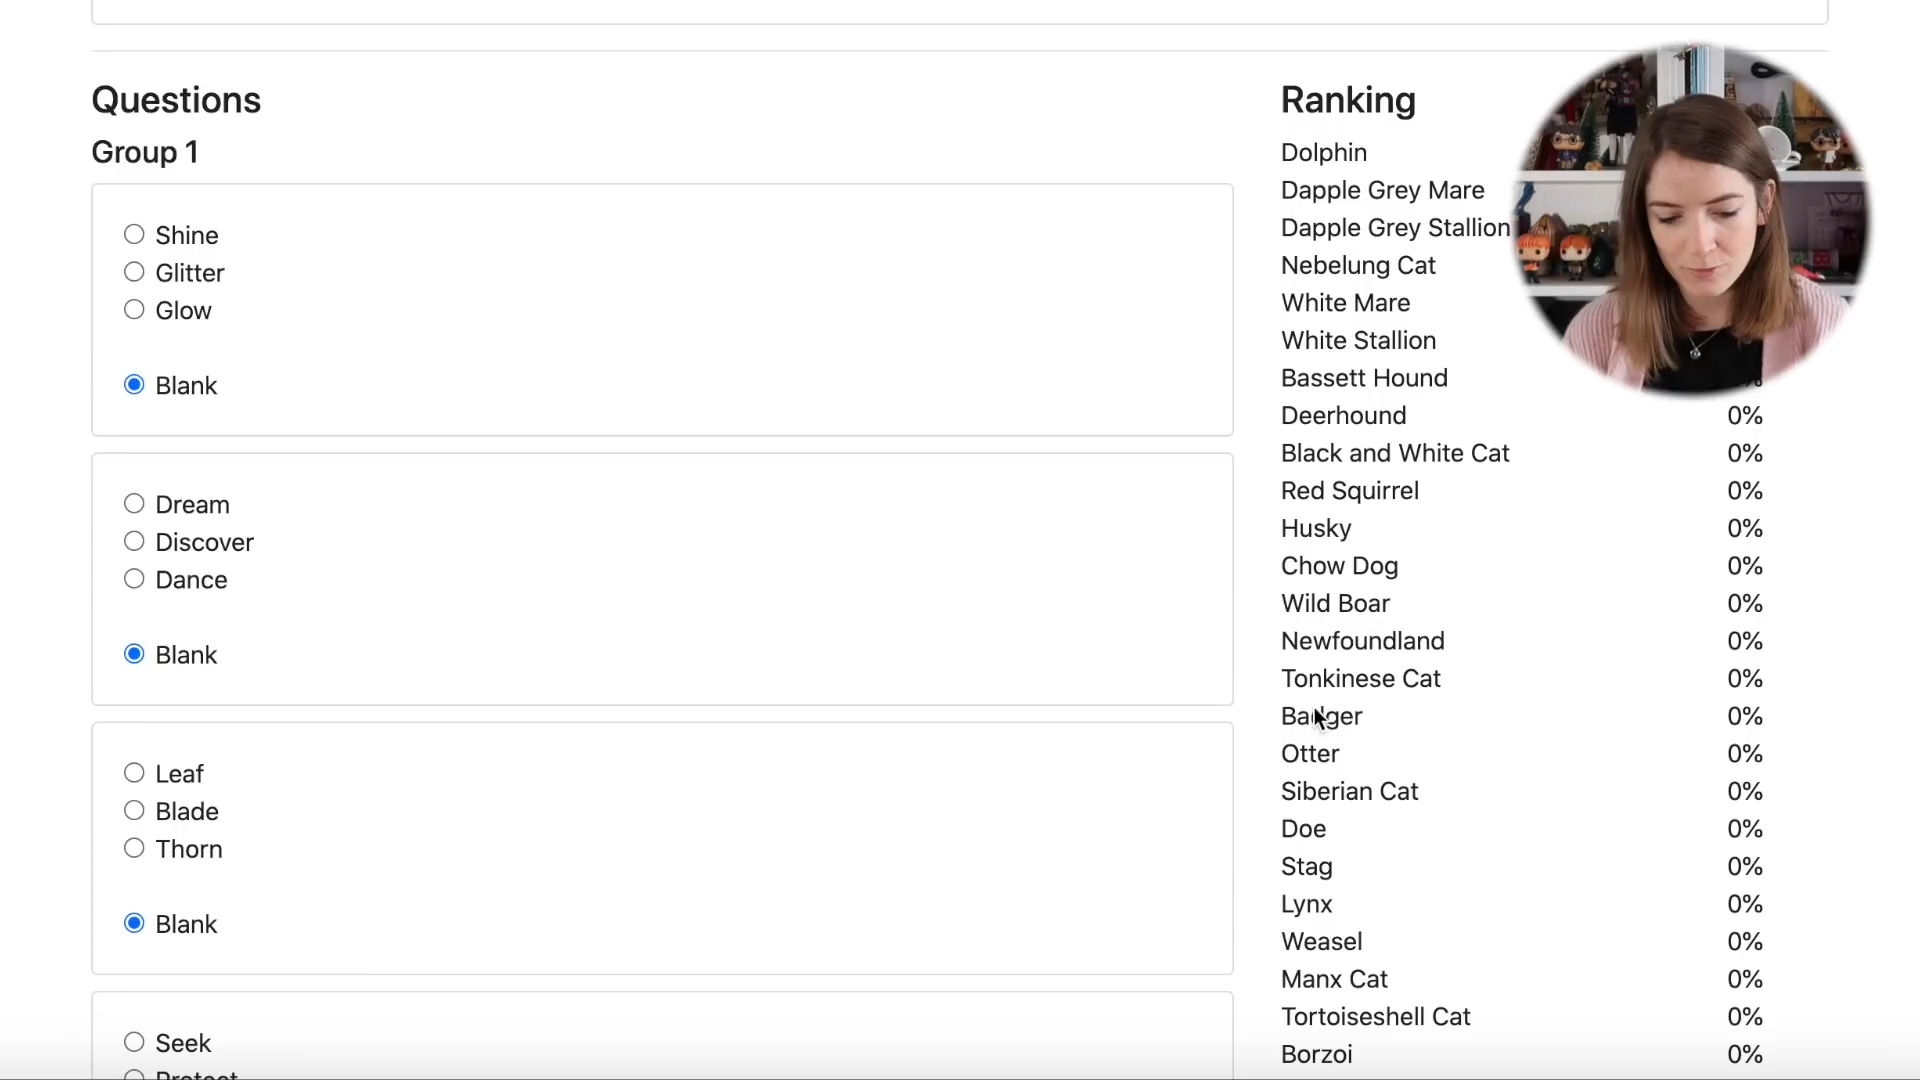 Questions
Group 1
Shine
Glitter
Glow
Blank
Dream
Discover
Dance
Blank
Leaf
Blade
Thorn
Blank
Seek
Protect
Ranking
Dolphin
Dapple Grey Mare
Dapple Grey Stallion
Nebelung Cat
White Mare
White Stallion
Bassett Hound
Deerhound 0%
Black and White Cat 0%
Red Squirrel 0%
Husky 0%
Chow Dog 0%
Wild Boar 0%
Newfoundland 0%
Tonkinese Cat 0%
Badger 0%
Otter 0%
Siberian Cat 0%
Doe 0%
Stag 0%
Lynx 0%
Weasel 0%
Manx Cat 0%
Tortoiseshell Cat 0%
Borzoi 0%